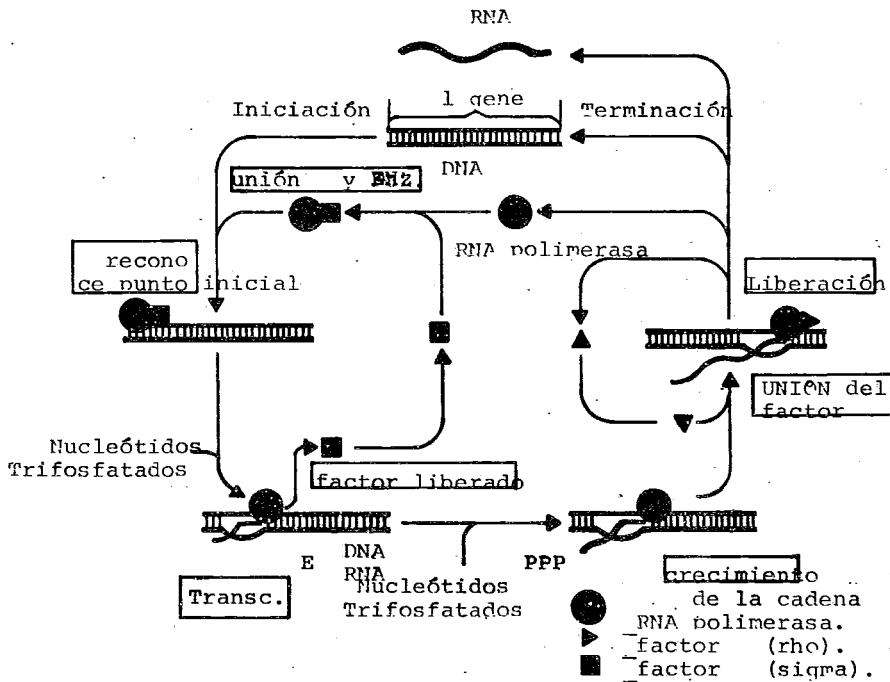 RNA
1 gene
Iniciación
Terminación
DNA
unión y ENZ.
RNA polimerasa
recono
ce punto inicial
Liberación
UNION del
factor
Nucleótidos
Trifosfatados
factor liberado
E DNA
RNA
PPP
Nucleótidos
Trifosfatados
Transc.
crecimiento
de la cadena
RNA polimerasa.
factor (rho).
factor (sigma).